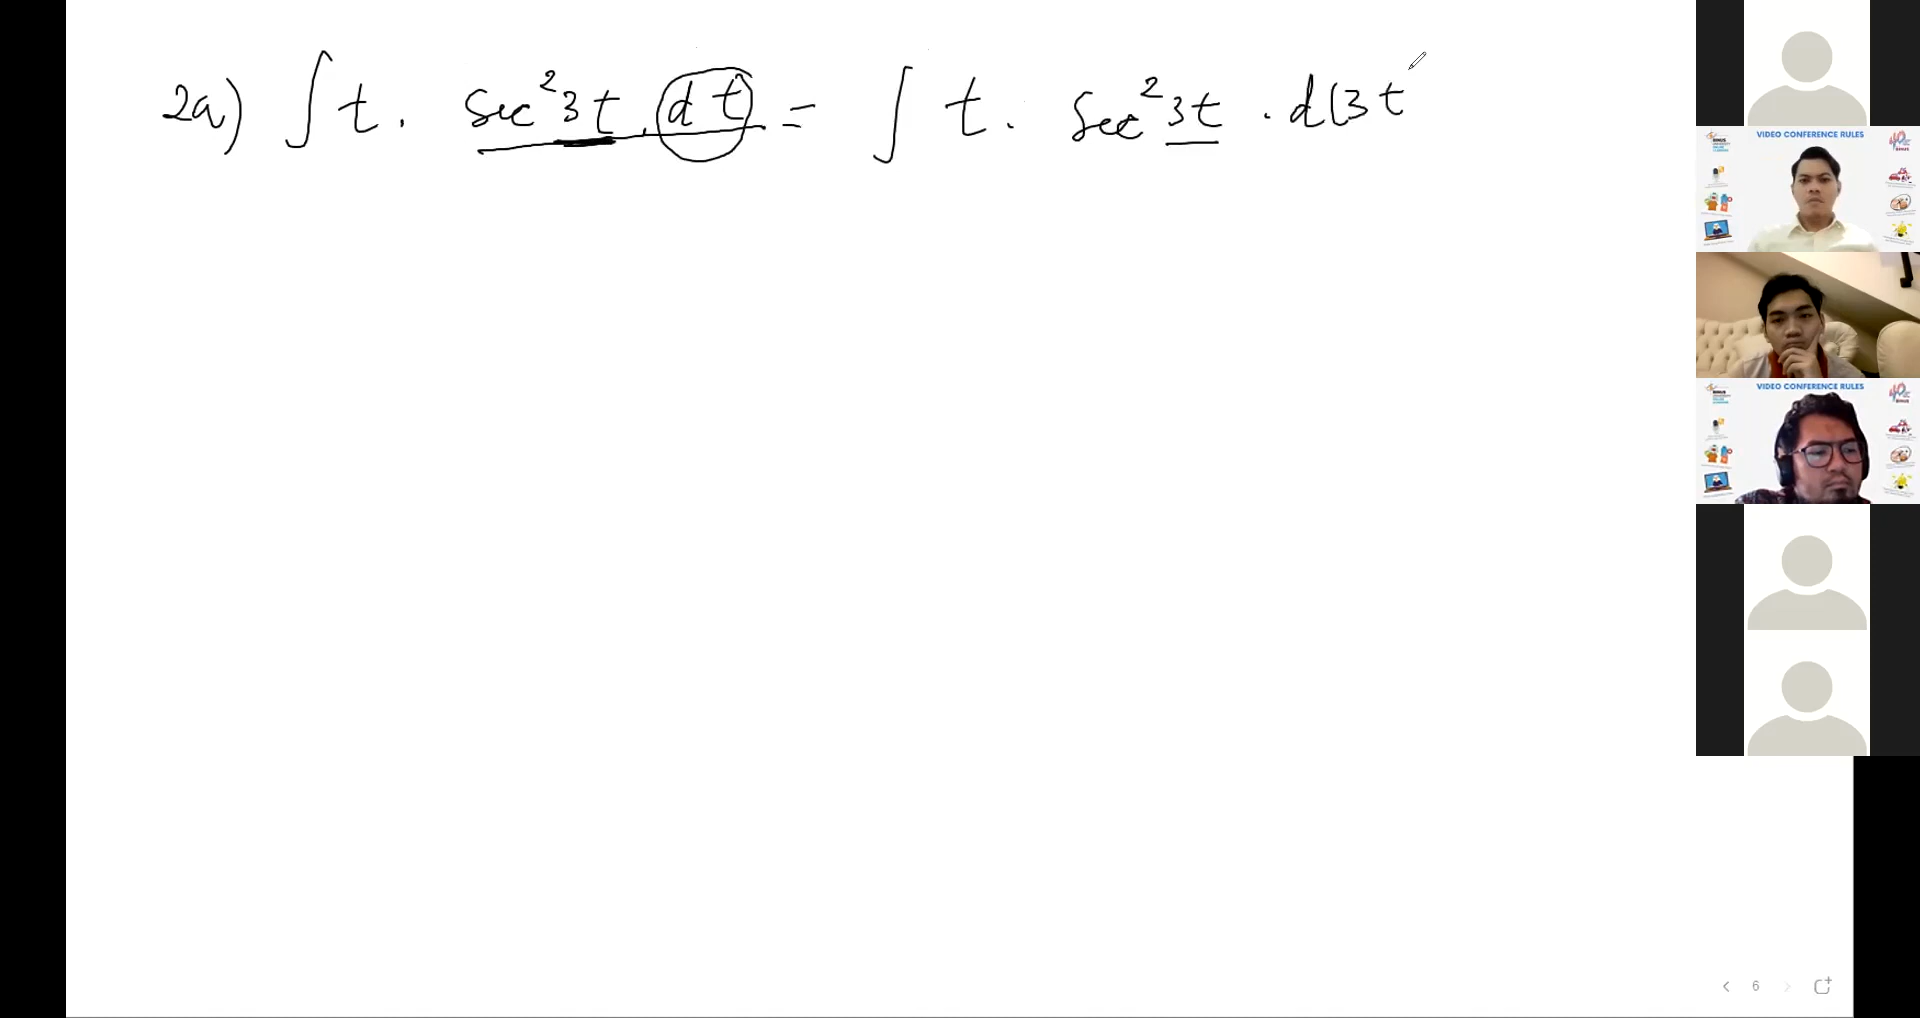 2a) ∫ t . sec²3t . dt = ∫ t . sec²3t . d(3t
VIDEO CONFERENCE RULES
VIDEO CONFERENCE RULES
6